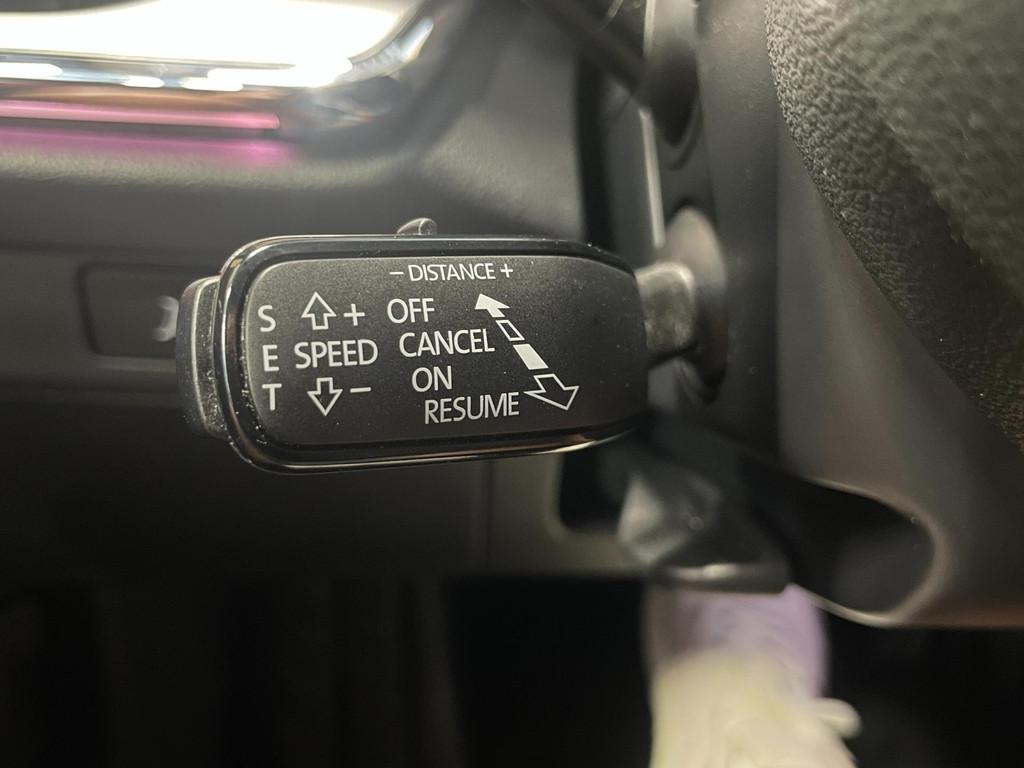 − DISTANCE +
S + OFF
E SPEED CANCEL
T − ON
RESUME